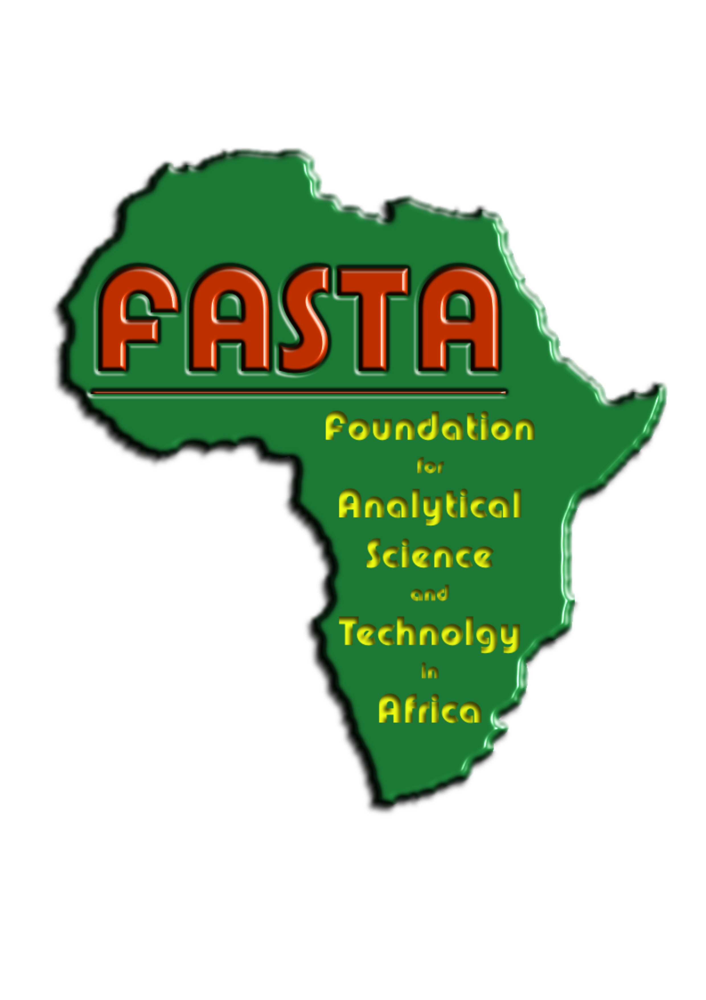 FASTA
Foundation
for
Analytical
Science
and
Technolgy
in
Africa